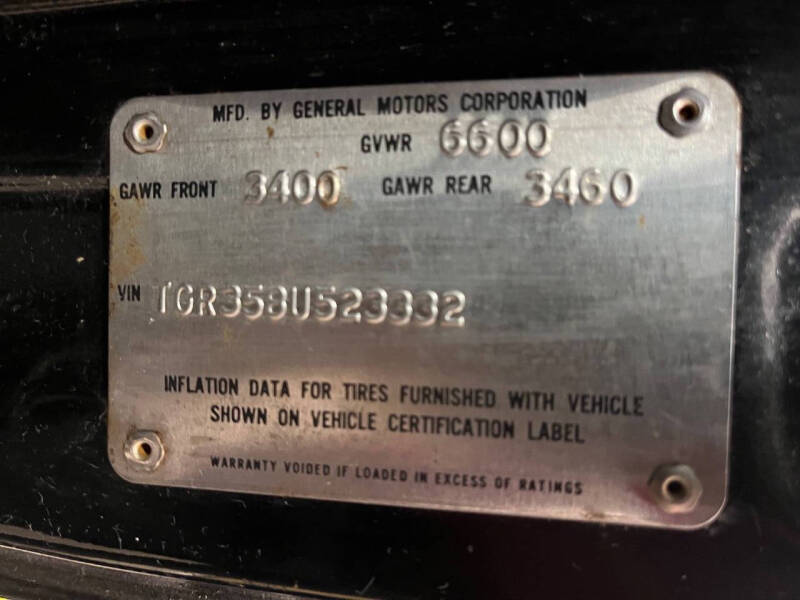 MFD. BY GENERAL MOTORS CORPORATION
GVWR 6600
GAWR FRONT 3400 GAWR REAR 3460
VIN TGR358U523332
INFLATION DATA FOR TIRES FURNISHED WITH VEHICLE
SHOWN ON VEHICLE CERTIFICATION LABEL
WARRANTY VOIDED IF LOADED IN EXCESS OF RATINGS